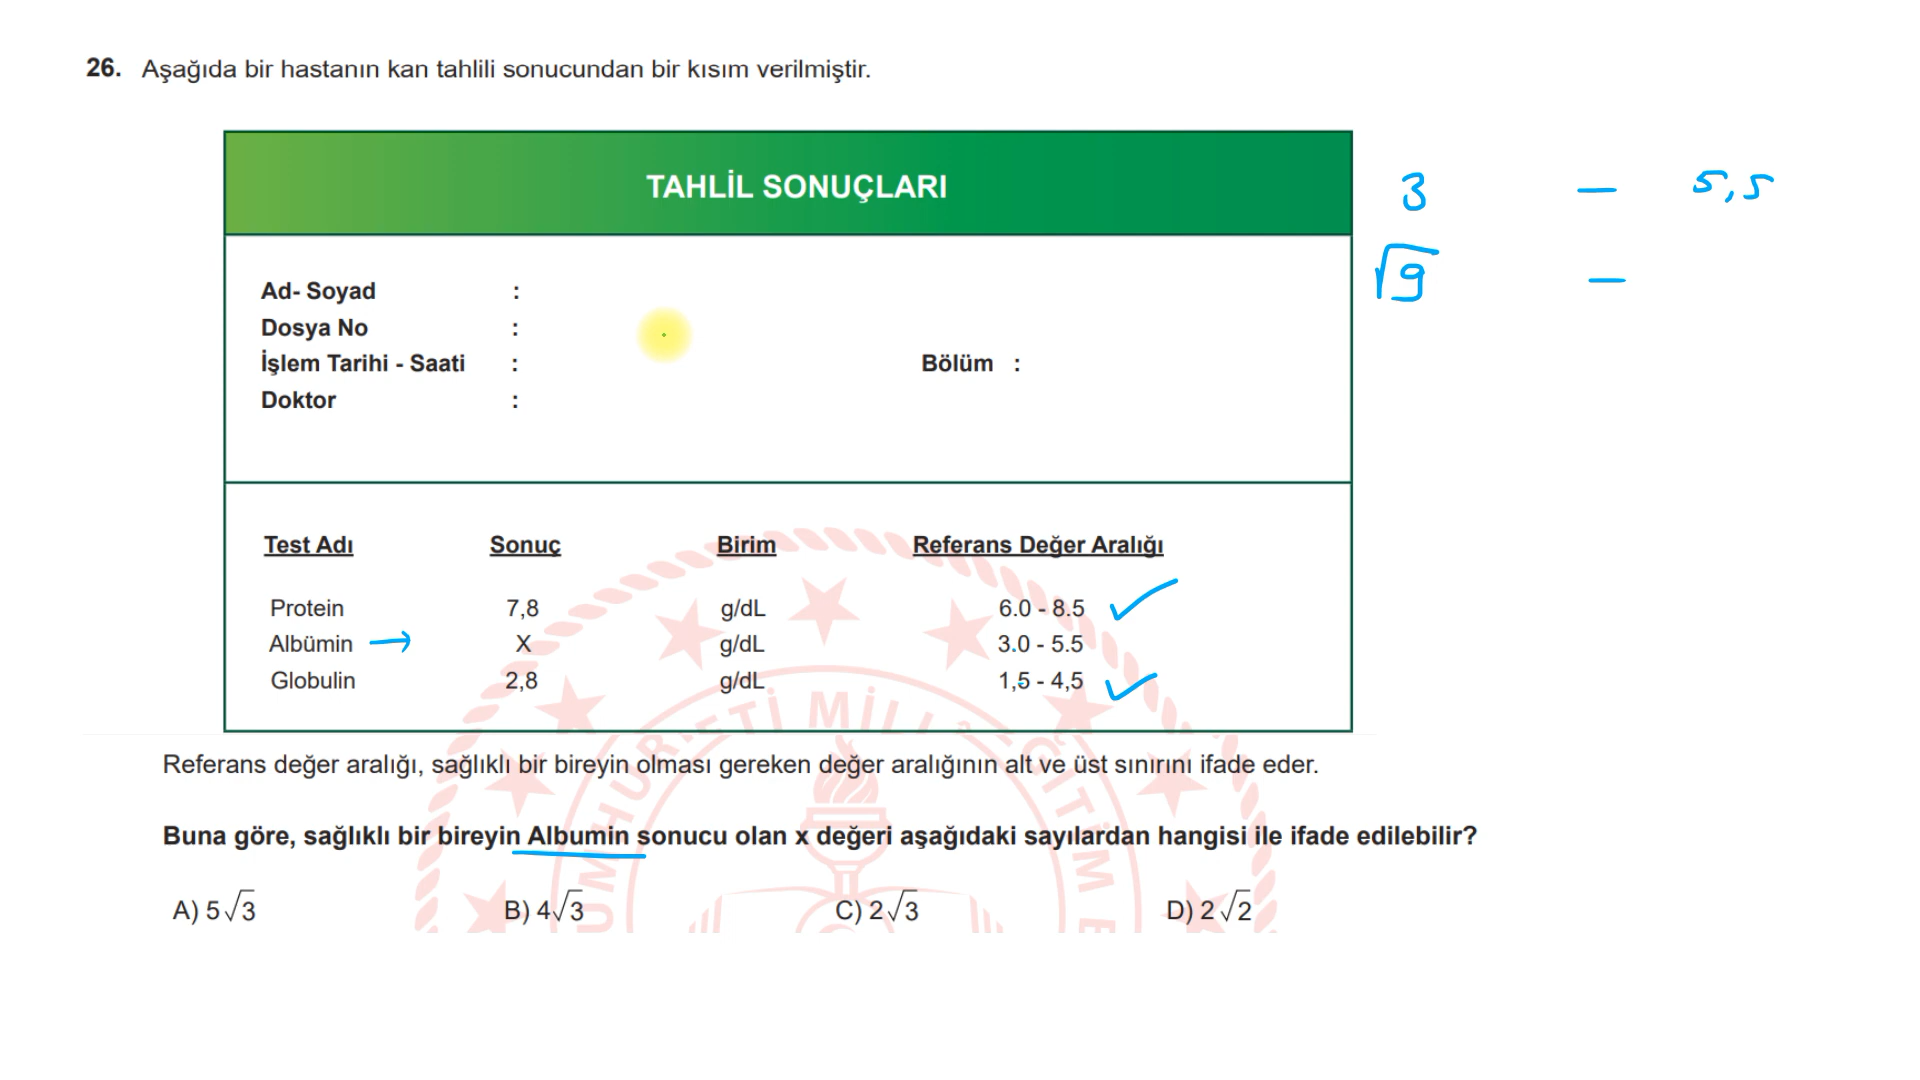 26. Aşağıda bir hastanın kan tahlili sonucundan bir kısım verilmiştir.
TAHLİL SONUÇLARI
3 – 5,5
√9 –
Ad- Soyad :
Dosya No :
İşlem Tarihi - Saati : Bölüm :
Doktor :
Test Adı Sonuç Birim Referans Değer Aralığı
Protein 7,8 g/dL 6.0 - 8.5
Albümin X g/dL 3.0 - 5.5
Globulin 2,8 g/dL 1,5 - 4,5
Referans değer aralığı, sağlıklı bir bireyin olması gereken değer aralığının alt ve üst sınırını ifade eder.
Buna göre, sağlıklı bir bireyin Albumin sonucu olan x değeri aşağıdaki sayılardan hangisi ile ifade edilebilir?
A) 5√3 B) 4√3 C) 2√3 D) 2√2